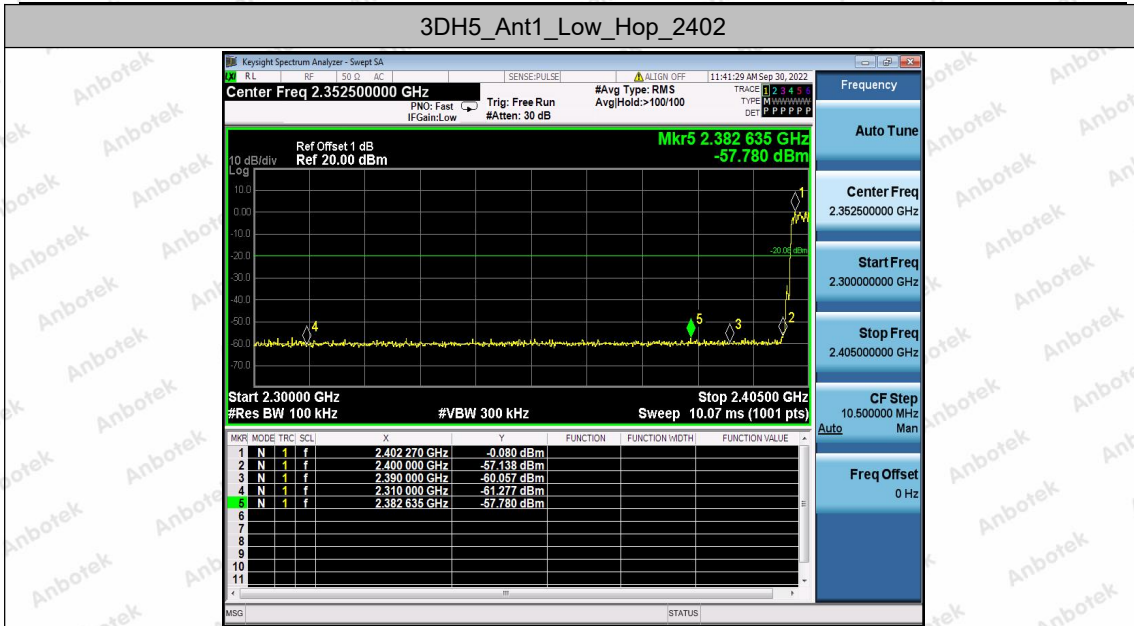 3DH5_Ant1_Low_Hop_2402
Keysight Spectrum Analyzer - Swept SA
LXI RL RF 50 Ω AC SENSE:PULSE ALIGN OFF 11:41:29 AM Sep 30, 2022
Center Freq 2.352500000 GHz
PNO: Fast
IFGain:Low
Trig: Free Run
#Atten: 30 dB
#Avg Type: RMS
Avg|Hold:>100/100
TRACE 1 2 3 4 5 6
TYPE M W W W W W
DET P P P P P P
Ref Offset 1 dB
10 dB/div Ref 20.00 dBm
Log
Mkr5 2.382 635 GHz
-57.780 dBm
10.0
0.00
-10.0
-20.0
-30.0
-40.0
-50.0
-60.0
-70.0
-20.08 dBm
1
2
3
4
5
Start 2.30000 GHz Stop 2.40500 GHz
#Res BW 100 kHz #VBW 300 kHz Sweep 10.07 ms (1001 pts)
MKR MODE TRC SCL X Y FUNCTION FUNCTION WIDTH FUNCTION VALUE
1 N 1 f 2.402 270 GHz -0.080 dBm
2 N 1 f 2.400 000 GHz -57.138 dBm
3 N 1 f 2.390 000 GHz -60.057 dBm
4 N 1 f 2.310 000 GHz -61.277 dBm
5 N 1 f 2.382 635 GHz -57.780 dBm
6
7
8
9
10
11
MSG STATUS
Frequency
Auto Tune
Center Freq
2.352500000 GHz
Start Freq
2.300000000 GHz
Stop Freq
2.405000000 GHz
CF Step
10.500000 MHz
Auto Man
Freq Offset
0 Hz
Anbotek